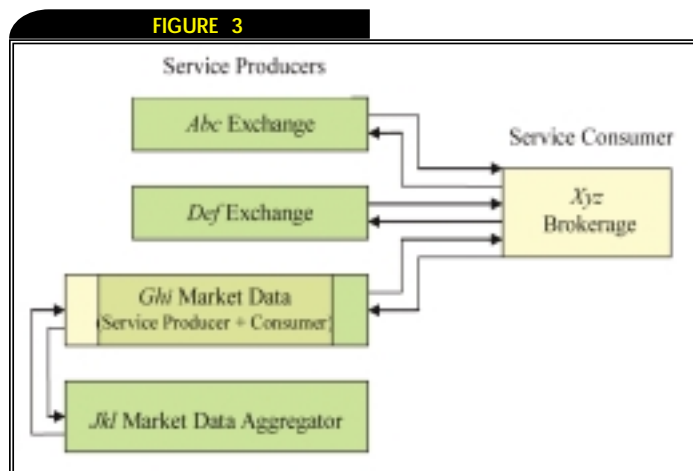 FIGURE 3
Service Producers
Abc Exchange
Service Consumer
Def Exchange
Xyz
Brokerage
Ghi Market Data
(Service Producer + Consumer)
Jkl Market Data Aggregator